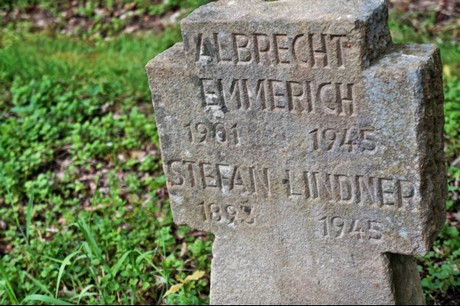 ALBRECHT
EMMERICH
1901 1945
STEFAN LINDNER
1893 1945